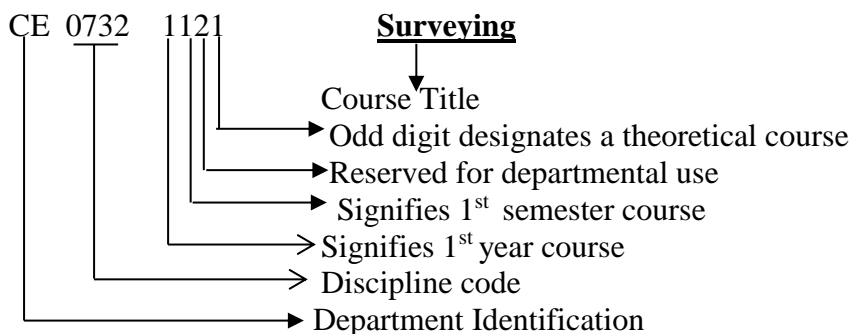 CE 0732 1121 Surveying
Course Title
Odd digit designates a theoretical course
Reserved for departmental use
Signifies 1st semester course
Signifies 1st year course
Discipline code
Department Identification